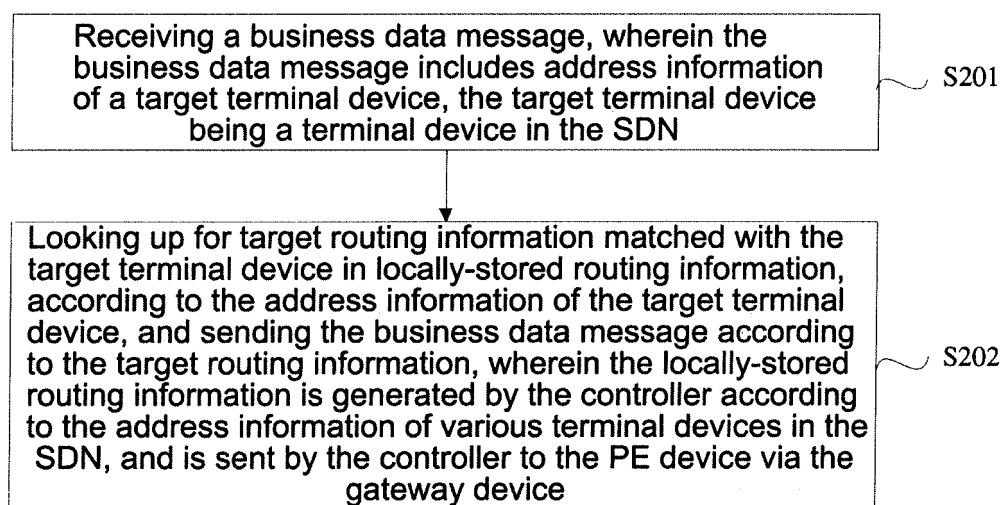 Receiving a business data message, wherein the
business data message includes address information
of a target terminal device, the target terminal device
being a terminal device in the SDN
S201
Looking up for target routing information matched with the
target terminal device in locally-stored routing information,
according to the address information of the target terminal
device, and sending the business data message according
to the target routing information, wherein the locally-stored
routing information is generated by the controller according
to the address information of various terminal devices in the
SDN, and is sent by the controller to the PE device via the
gateway device
S202